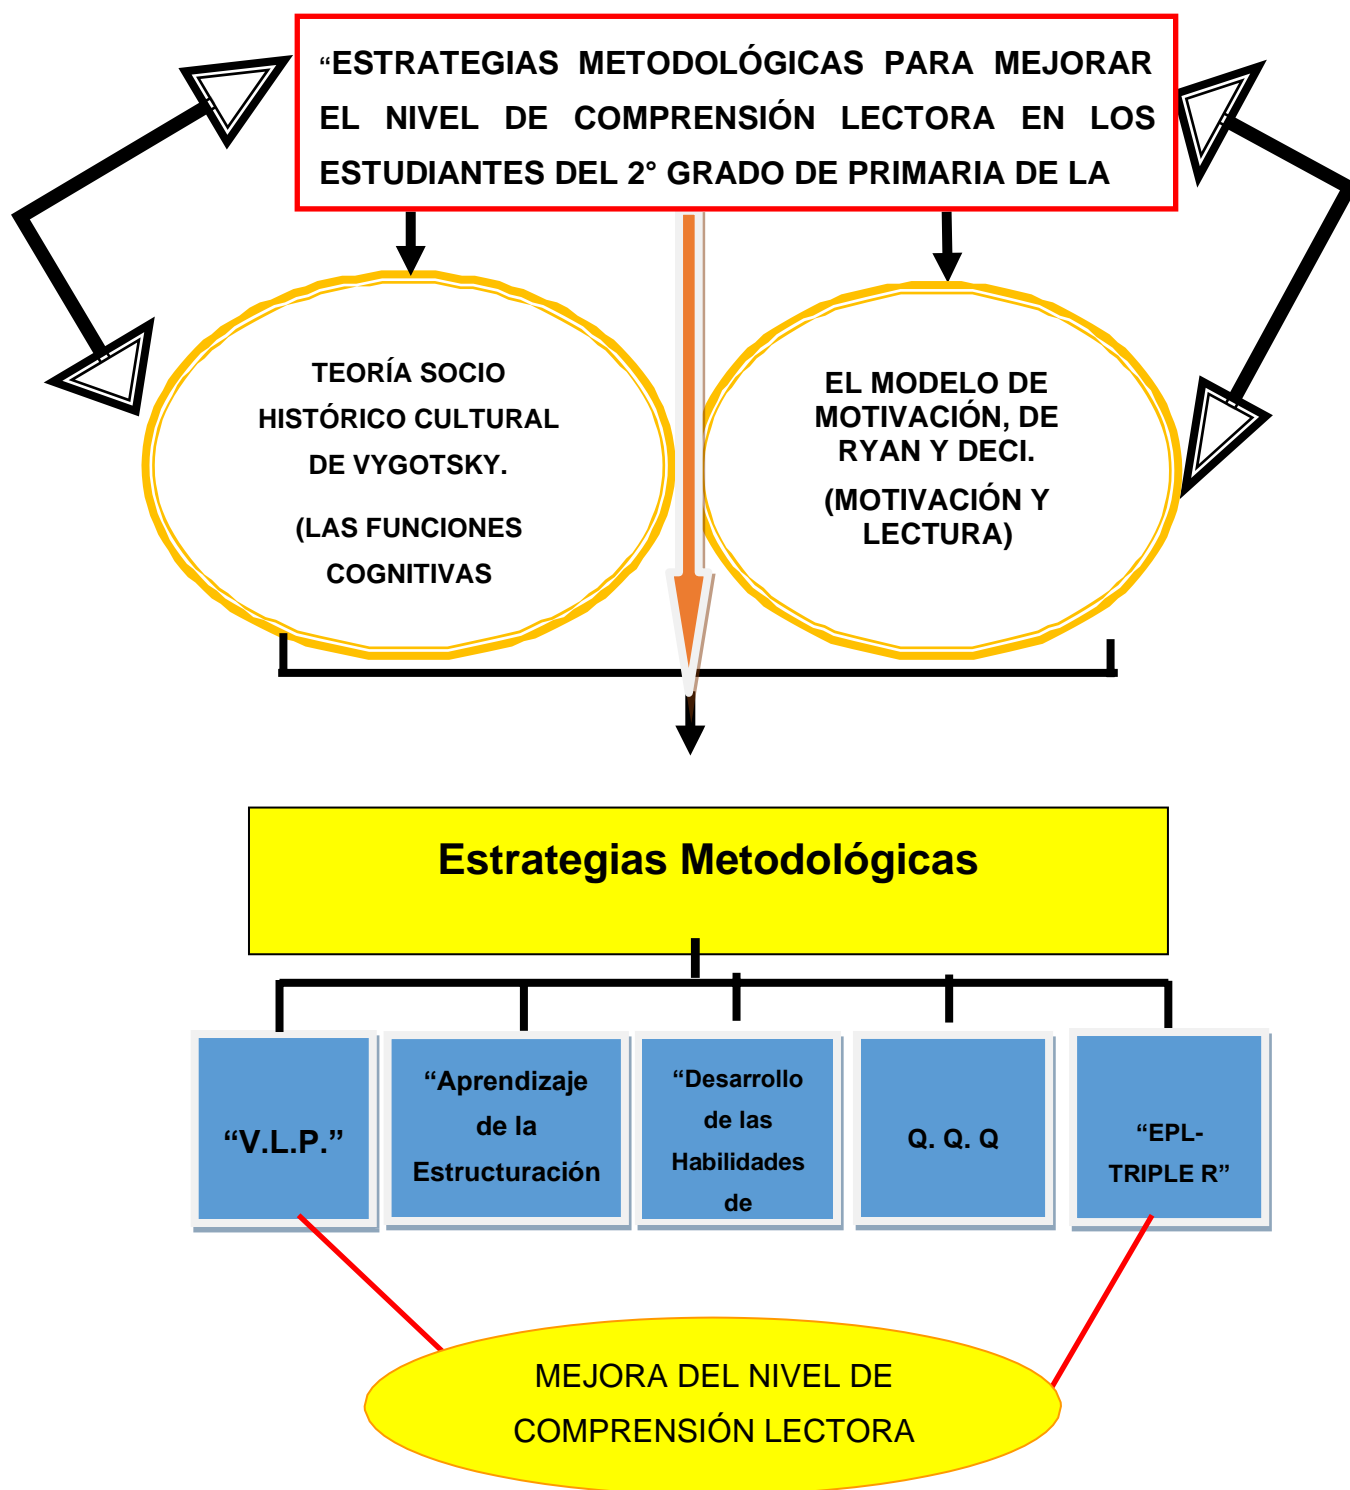 “ESTRATEGIAS METODOLÓGICAS PARA MEJORAR
EL NIVEL DE COMPRENSIÓN LECTORA EN LOS
ESTUDIANTES DEL 2° GRADO DE PRIMARIA DE LA
TEORÍA SOCIO
HISTÓRICO CULTURAL
DE VYGOTSKY.
(LAS FUNCIONES
COGNITIVAS
EL MODELO DE
MOTIVACIÓN, DE
RYAN Y DECI.
(MOTIVACIÓN Y
LECTURA)
Estrategias Metodológicas
“V.L.P.”
“Aprendizaje
de la
Estructuración
“Desarrollo
de las
Habilidades
de
Q. Q. Q
“EPL-
TRIPLE R”
MEJORA DEL NIVEL DE
COMPRENSIÓN LECTORA